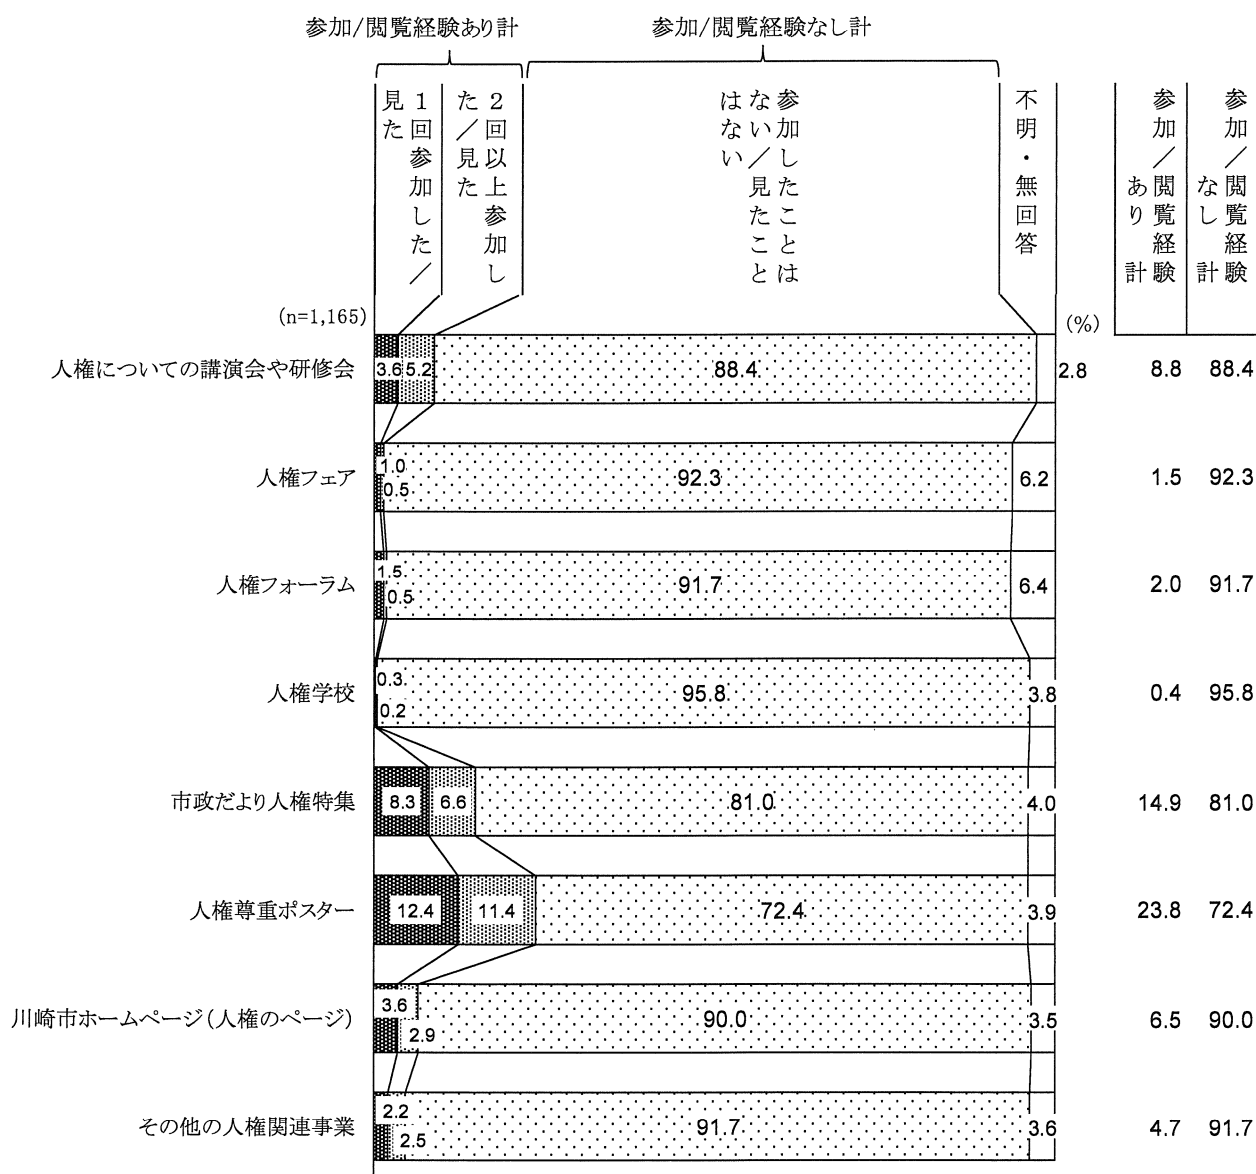 参加/閲覧経験あり計
参加/閲覧経験なし計
1回参加した/
見た
2回以上参加し
た/見た
参加したことは
ない/見たこと
はない
不明・無回答
参加/閲覧経験
あり 計
参加/閲覧経験
なし 計
(n=1,165)
(%)
人権についての講演会や研修会 3.6 5.2 88.4 2.8 8.8 88.4
人権フェア 1.0 0.5 92.3 6.2 1.5 92.3
人権フォーラム 1.5 0.5 91.7 6.4 2.0 91.7
人権学校 0.3 0.2 95.8 3.8 0.4 95.8
市政だより人権特集 8.3 6.6 81.0 4.0 14.9 81.0
人権尊重ポスター 12.4 11.4 72.4 3.9 23.8 72.4
川崎市ホームページ(人権のページ) 3.6 2.9 90.0 3.5 6.5 90.0
その他の人権関連事業 2.2 2.5 91.7 3.6 4.7 91.7